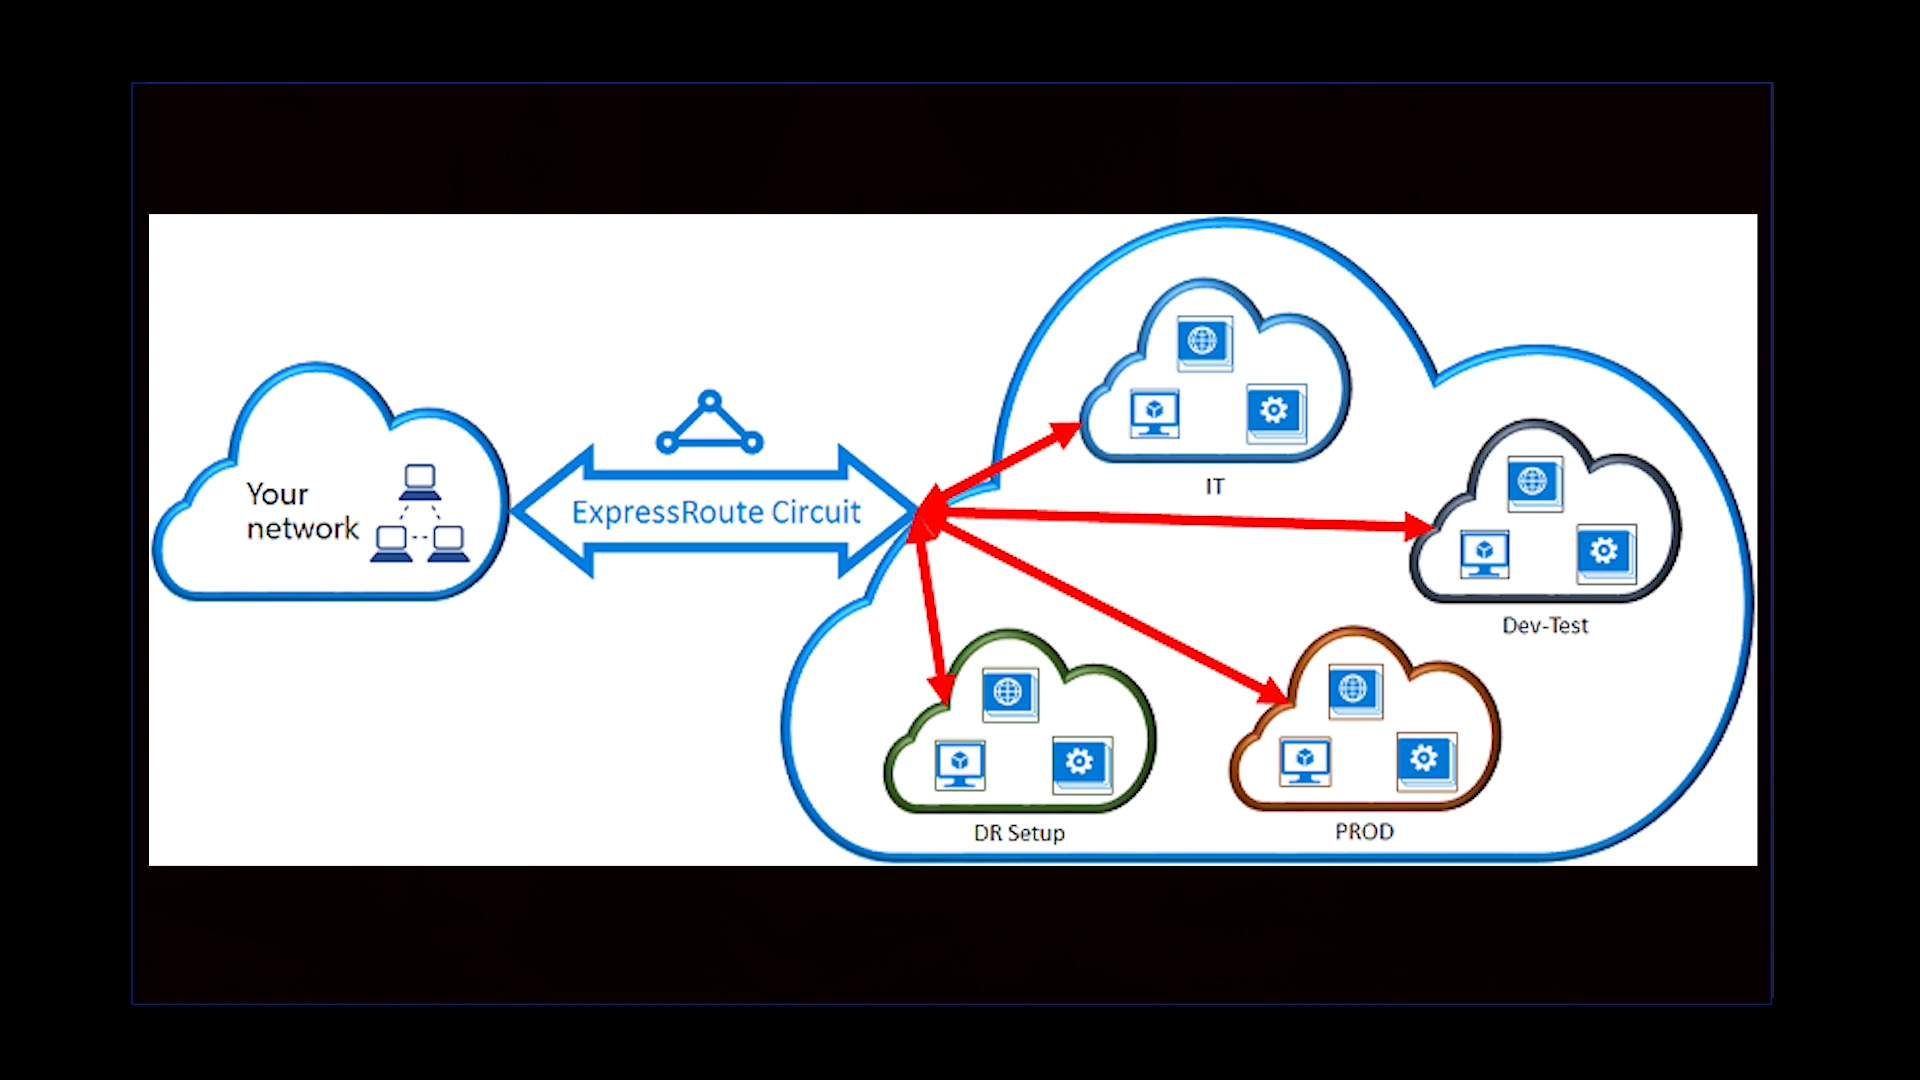 Your
network
ExpressRoute Circuit
IT
Dev-Test
DR Setup
PROD